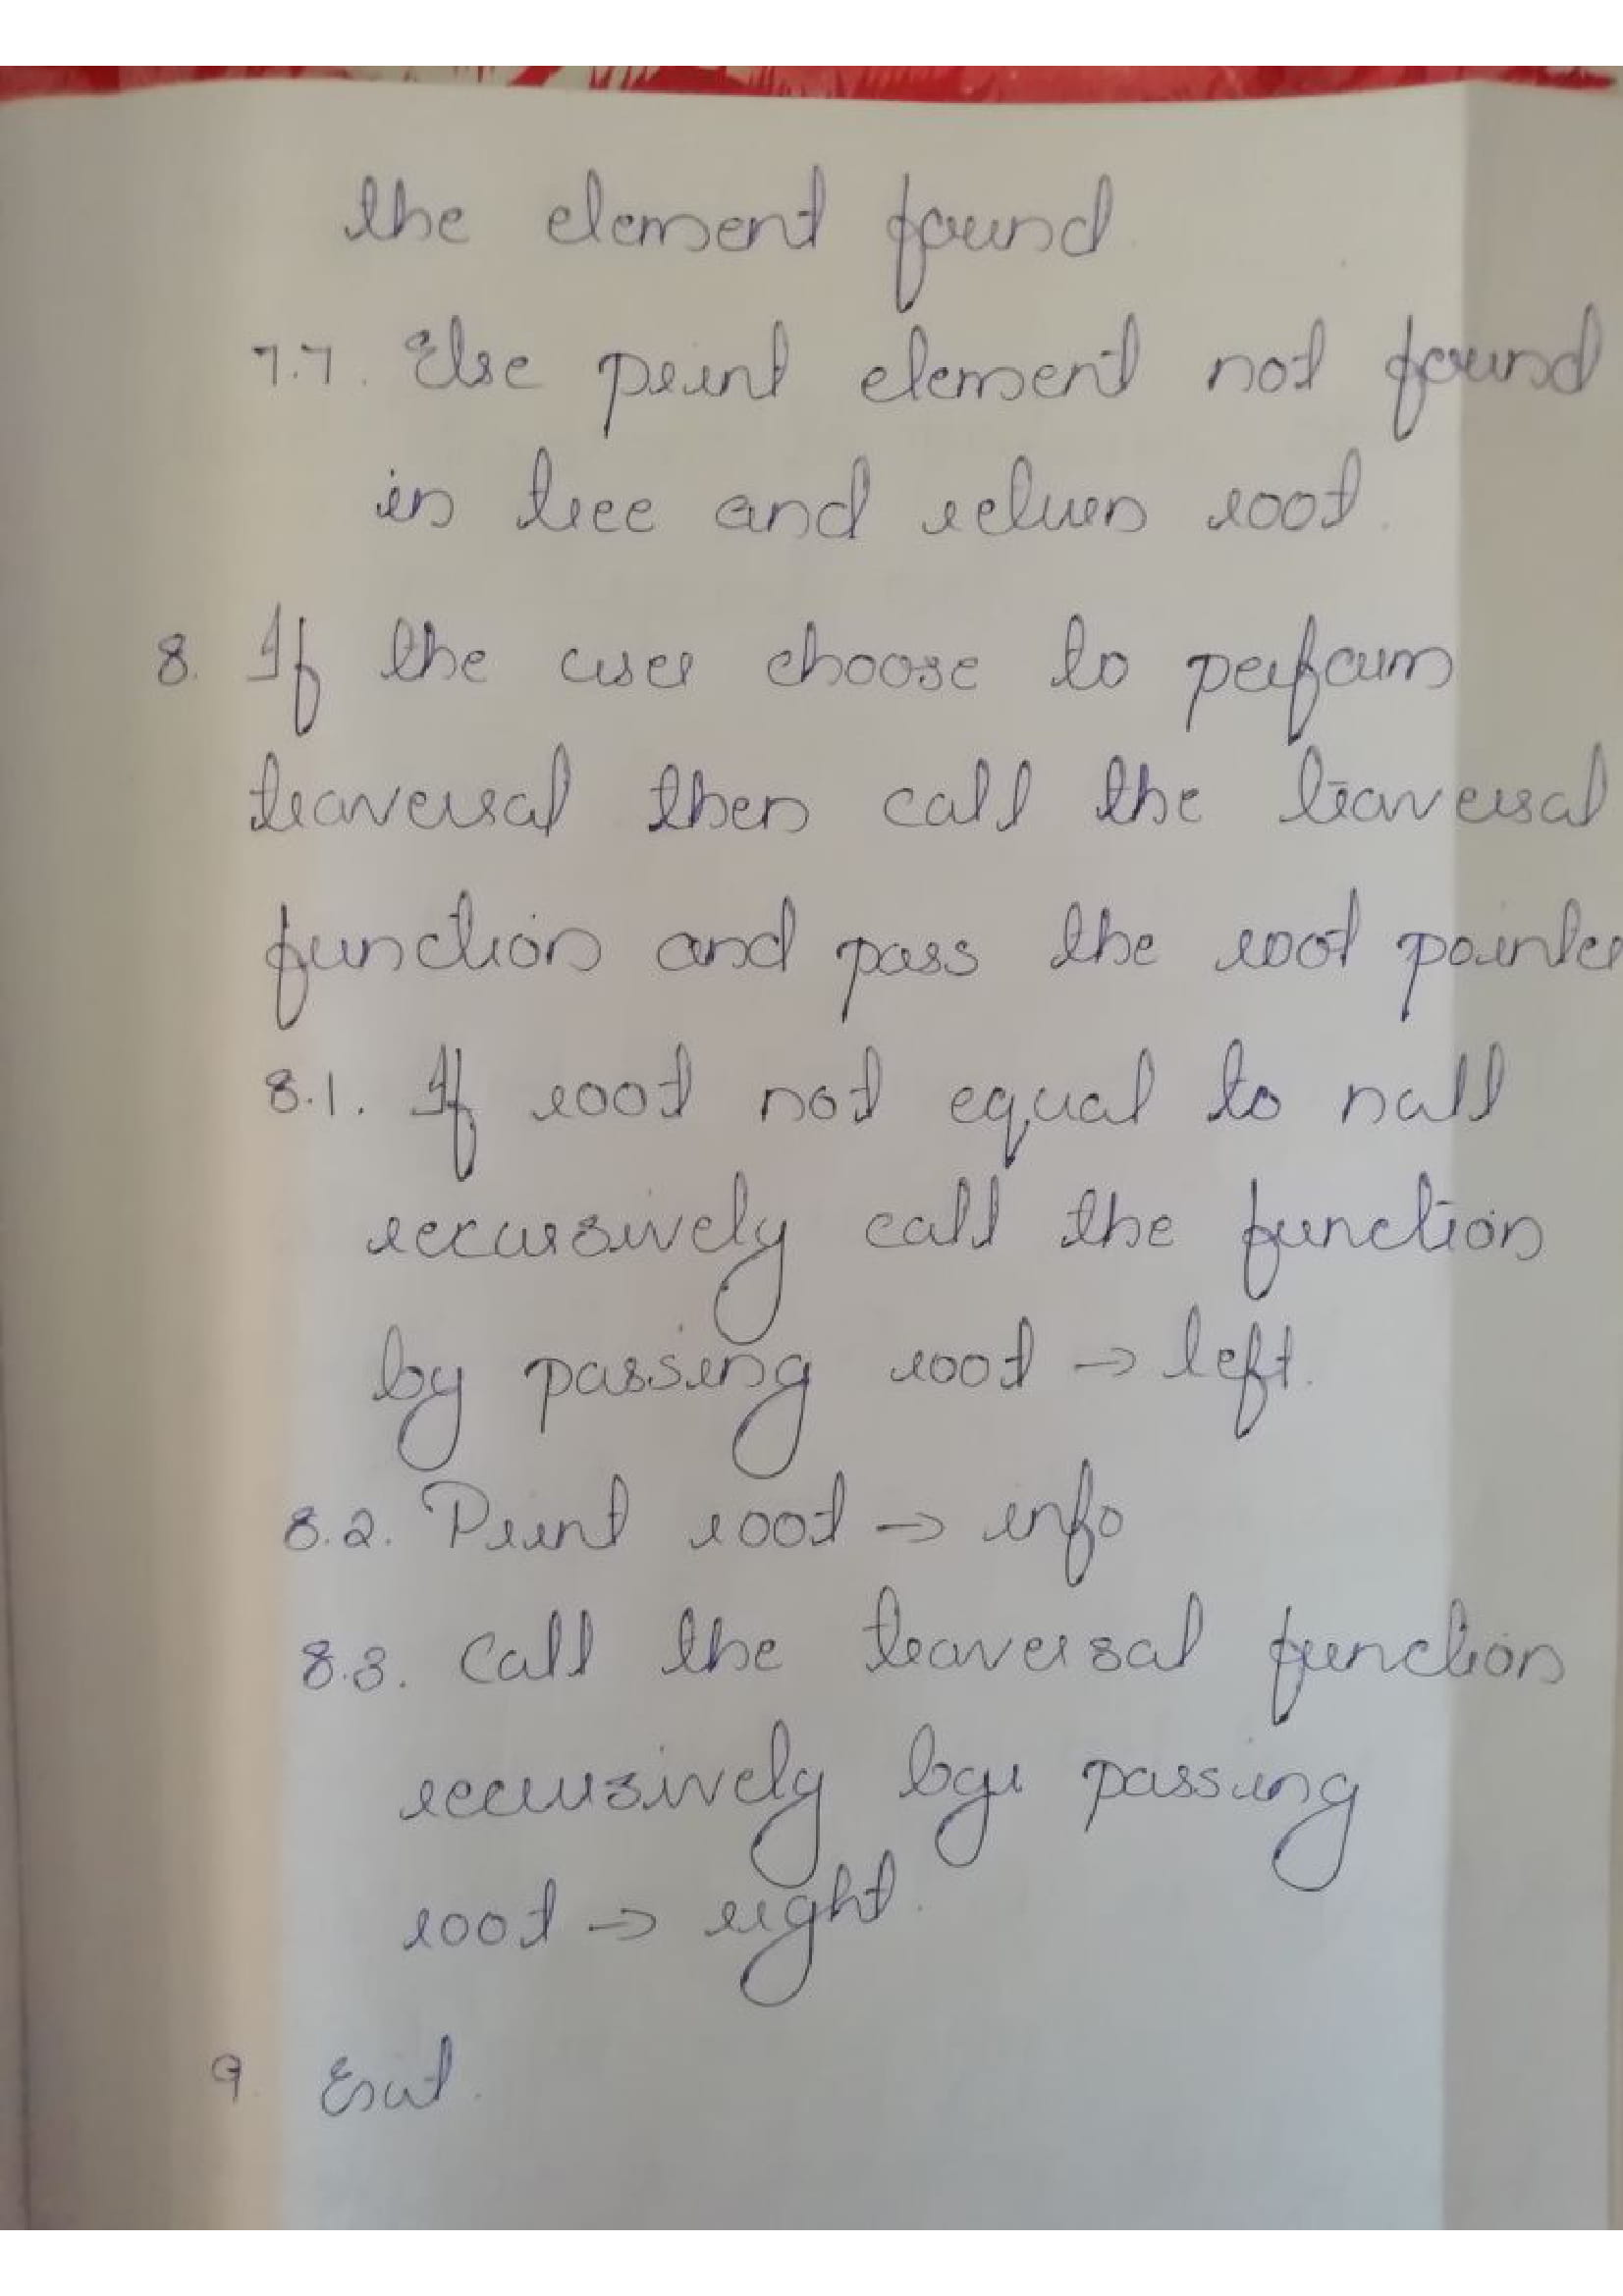 the element found
7.7. Else print element not found
in tree and return root.
8. If the user choose to perform
traversal then call the traversal
function and pass the root pointer
8.1. If root not equal to null
recursively call the function
by passing root → left.
8.2. Print root → info
8.3. Call the traversal function
recursively by passing
root → right.
9. Exit.